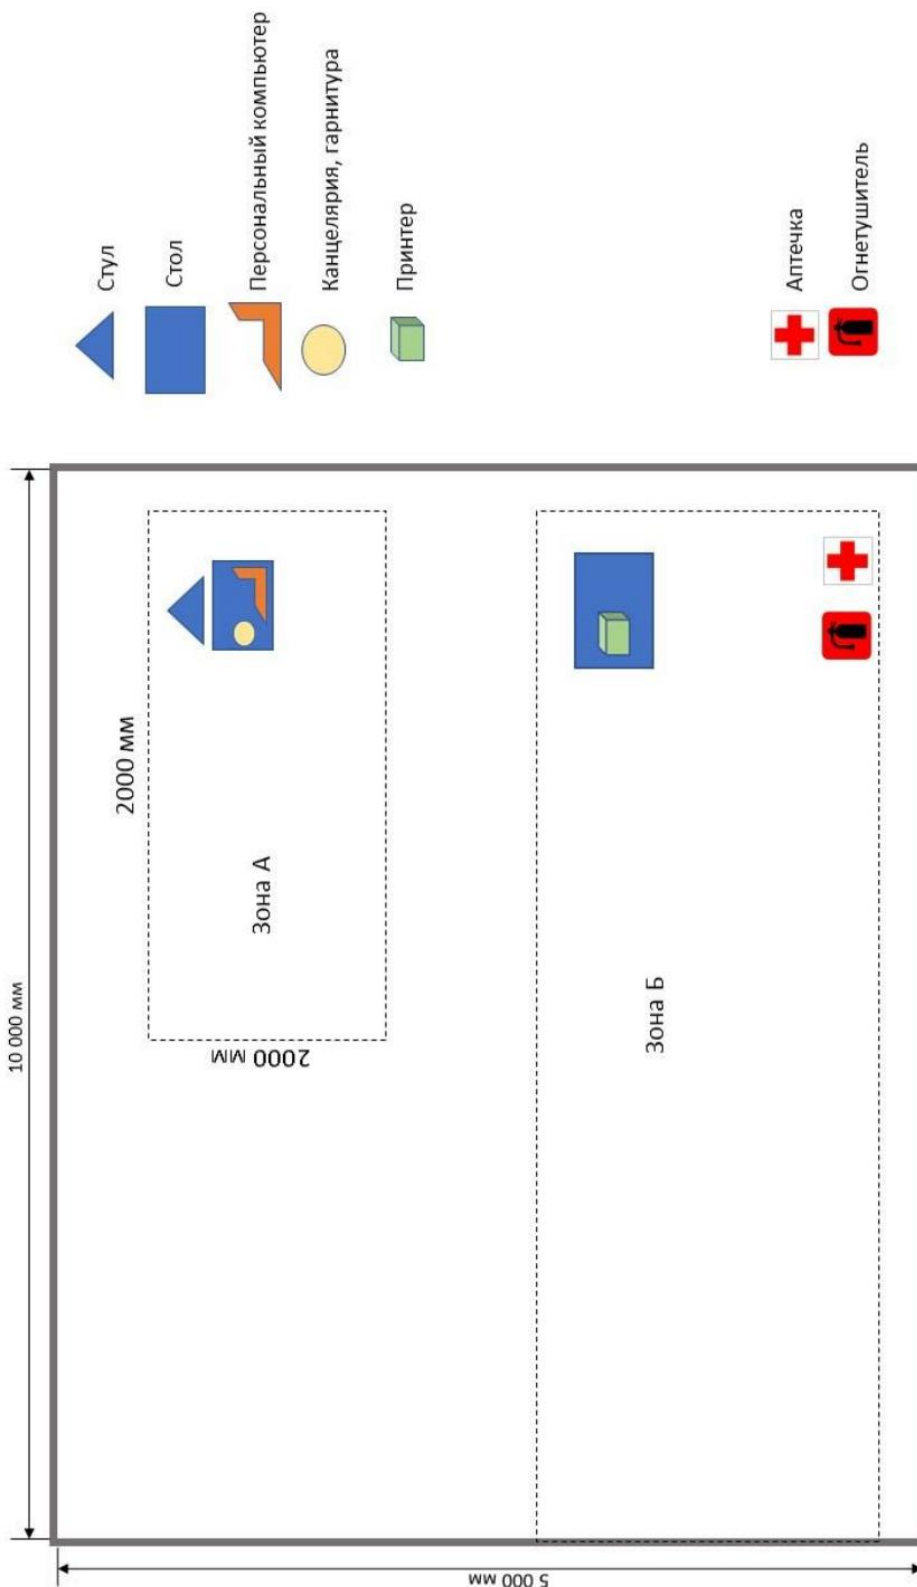 10 000 мм
5 000 мм
2000 мм
2000 мм
Зона А
Зона Б
Стул
Стол
Персональный компьютер
Канцелярия, гарнитура
Принтер
Аптечка
Огнетушитель